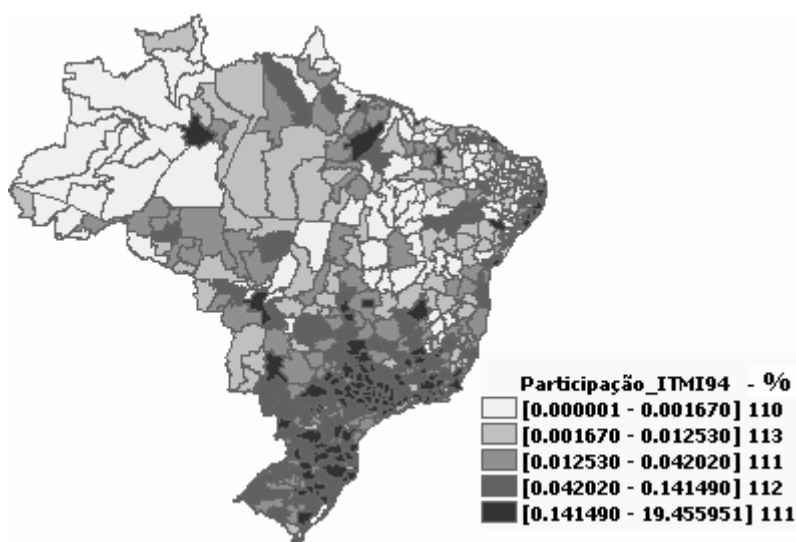 Participação_ITMI94 - %
[0.000001 - 0.001670] 110
[0.001670 - 0.012530] 113
[0.012530 - 0.042020] 111
[0.042020 - 0.141490] 112
[0.141490 - 19.455951] 111